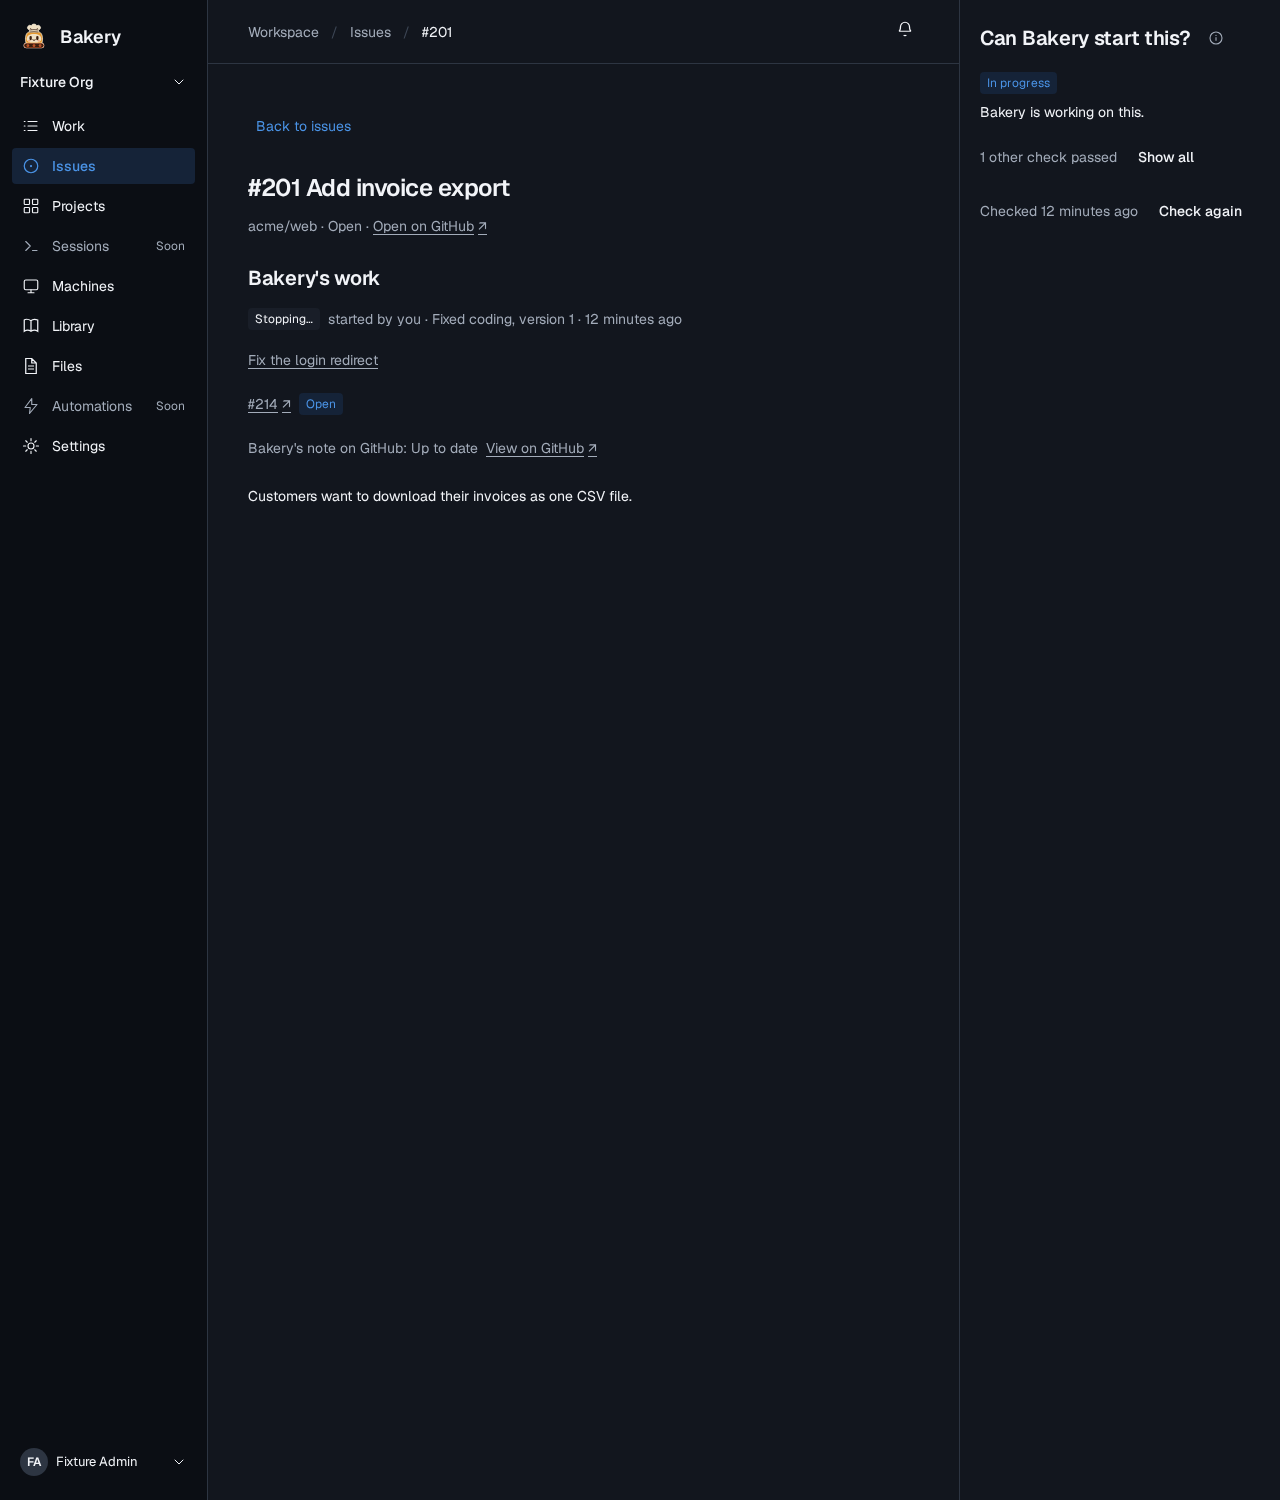 Bakery
Fixture Org
Work
Issues
Projects
Sessions Soon
Machines
Library
Files
Automations Soon
Settings
FA Fixture Admin
Workspace / Issues / #201
Back to issues
#201 Add invoice export
acme/web · Open · Open on GitHub ↗
Bakery's work
Stopping… started by you · Fixed coding, version 1 · 12 minutes ago
Fix the login redirect
#214 ↗ Open
Bakery's note on GitHub: Up to date View on GitHub ↗
Customers want to download their invoices as one CSV file.
Can Bakery start this?
In progress
Bakery is working on this.
1 other check passed Show all
Checked 12 minutes ago Check again